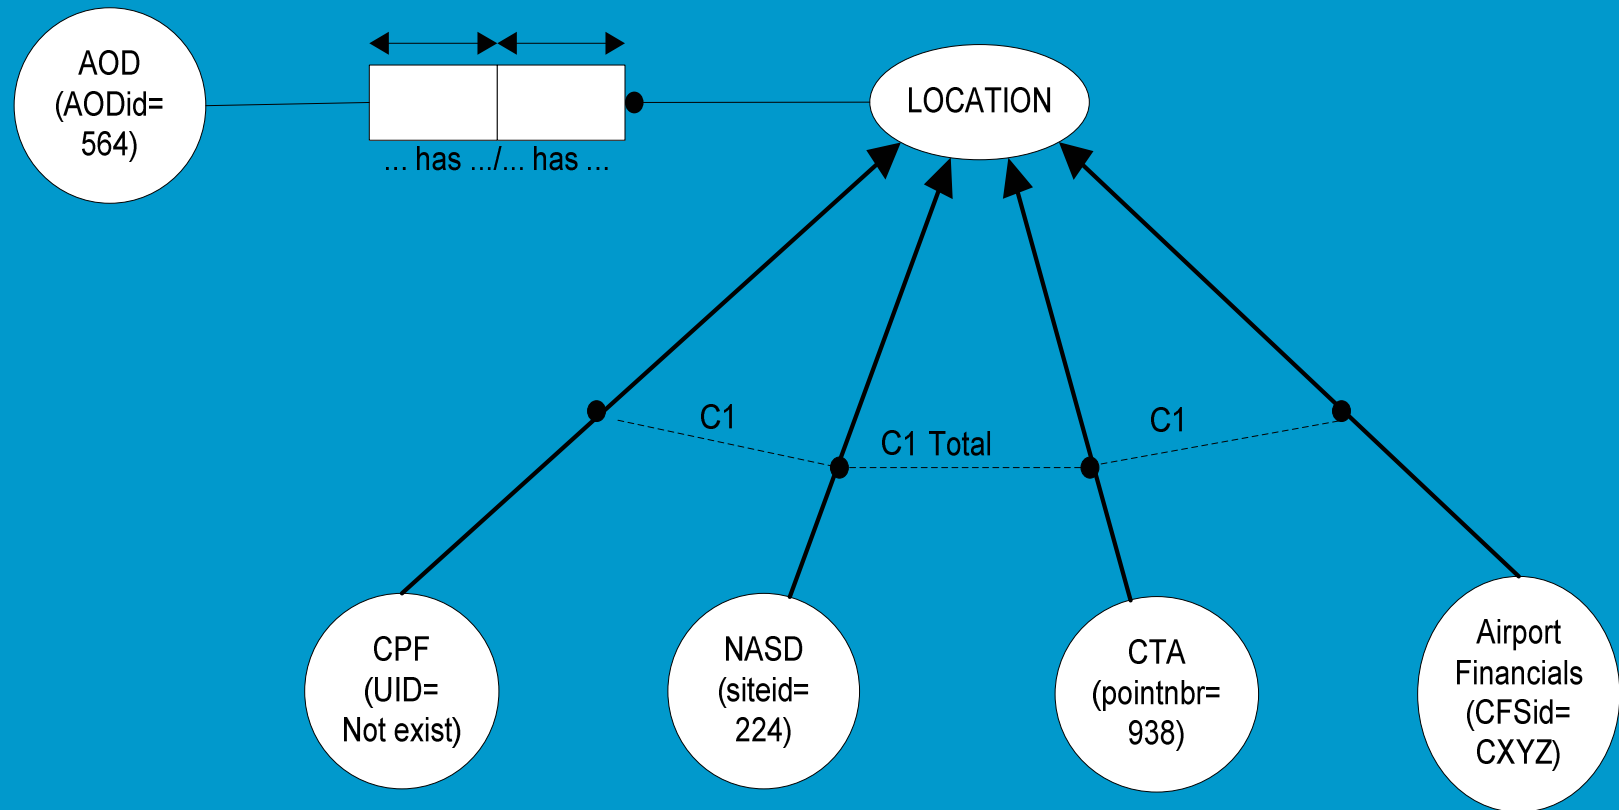 AOD
(AODid=
564)
... has .../... has ...
LOCATION
C1
C1 Total
C1
CPF
(UID=
Not exist)
NASD
(siteid=
224)
CTA
(pointnbr=
938)
Airport
Financials
(CFSid=
CXYZ)